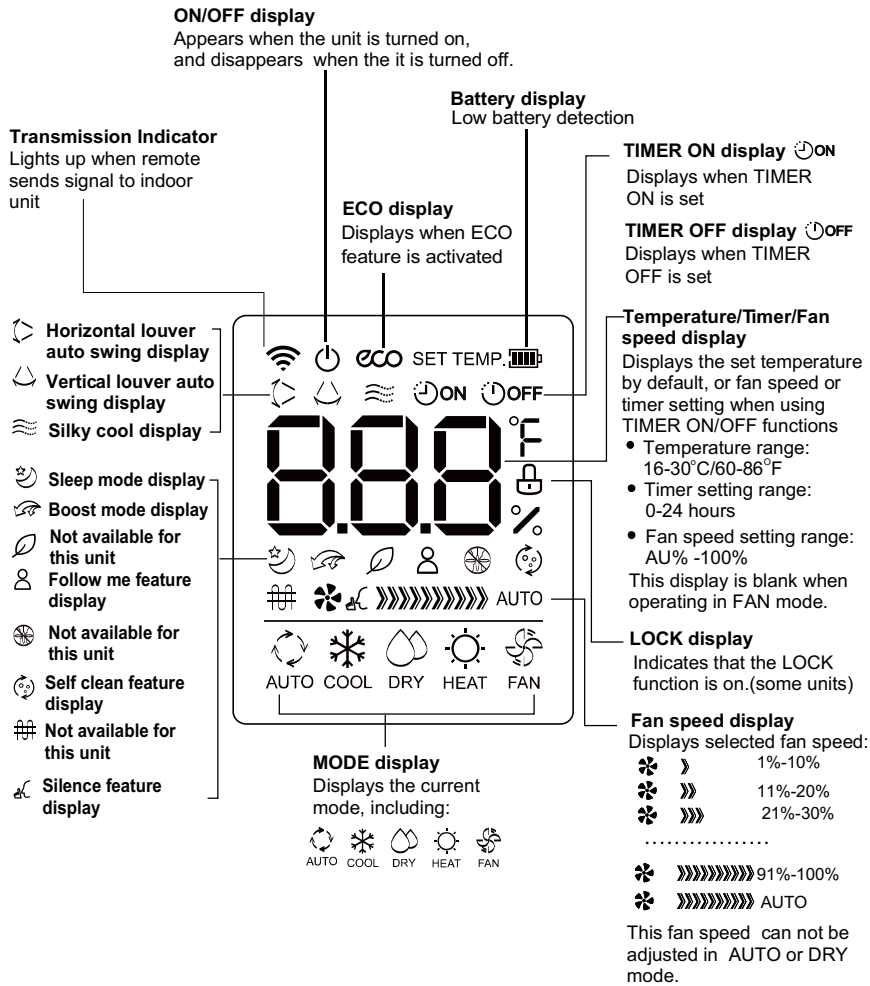 ON/OFF display
Appears when the unit is turned on,
and disappears when the it is turned off.
Battery display
Low battery detection
Transmission Indicator
Lights up when remote
sends signal to indoor
unit
ECO display
Displays when ECO
feature is activated
TIMER ON display ON
Displays when TIMER
ON is set
TIMER OFF display OFF
Displays when TIMER
OFF is set
Horizontal louver
auto swing display
Vertical louver auto
swing display
Silky cool display
Sleep mode display
Boost mode display
Not available for
this unit
Follow me feature
display
Not available for
this unit
Self clean feature
display
Not available for
this unit
Silence feature
display
eco SET TEMP.
ON OFF
8.8.8 °F
%
AUTO
AUTO COOL DRY HEAT FAN
MODE display
Displays the current
mode, including:
AUTO COOL DRY HEAT FAN
Temperature/Timer/Fan
speed display
Displays the set temperature
by default, or fan speed or
timer setting when using
TIMER ON/OFF functions
• Temperature range:
16-30°C/60-86°F
• Timer setting range:
0-24 hours
• Fan speed setting range:
AU% -100%
This display is blank when
operating in FAN mode.
LOCK display
Indicates that the LOCK
function is on.(some units)
Fan speed display
Displays selected fan speed:
1%-10%
11%-20%
21%-30%
.................
91%-100%
AUTO
This fan speed can not be
adjusted in AUTO or DRY
mode.